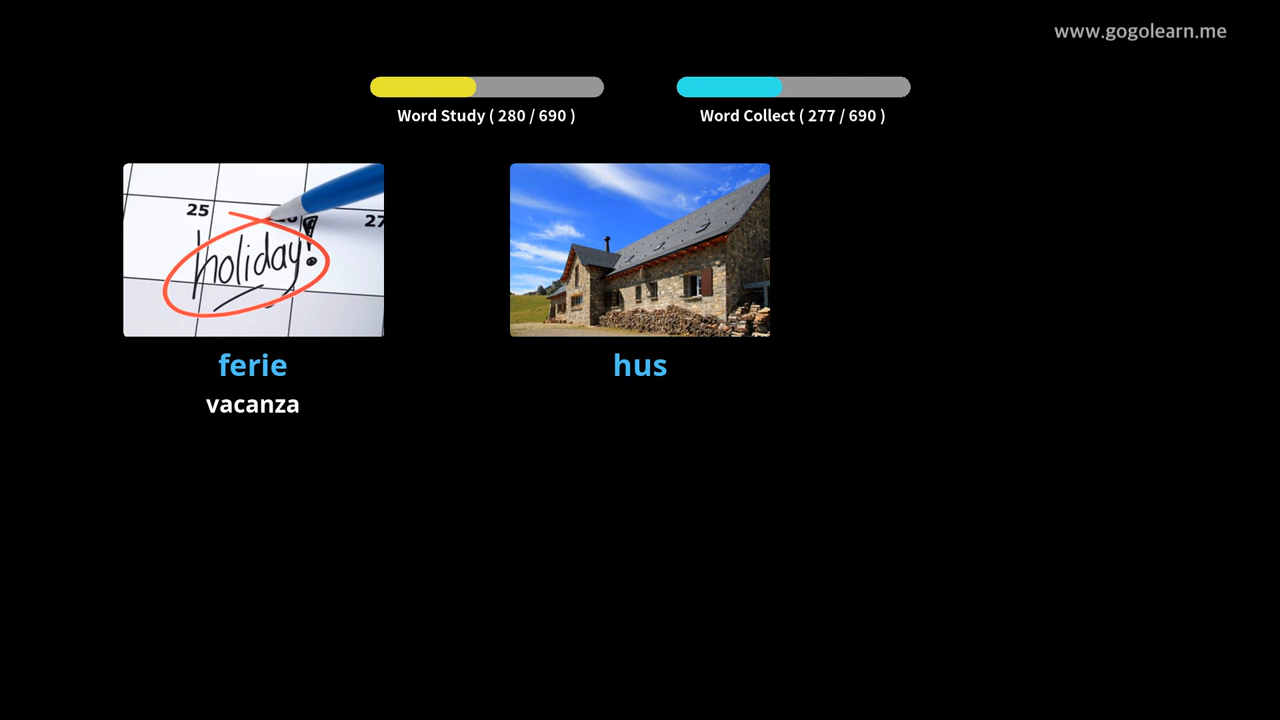 www.gogolearn.me
Word Study ( 280 / 690 )
Word Collect ( 277 / 690 )
25
27
holiday!
ferie
hus
vacanza